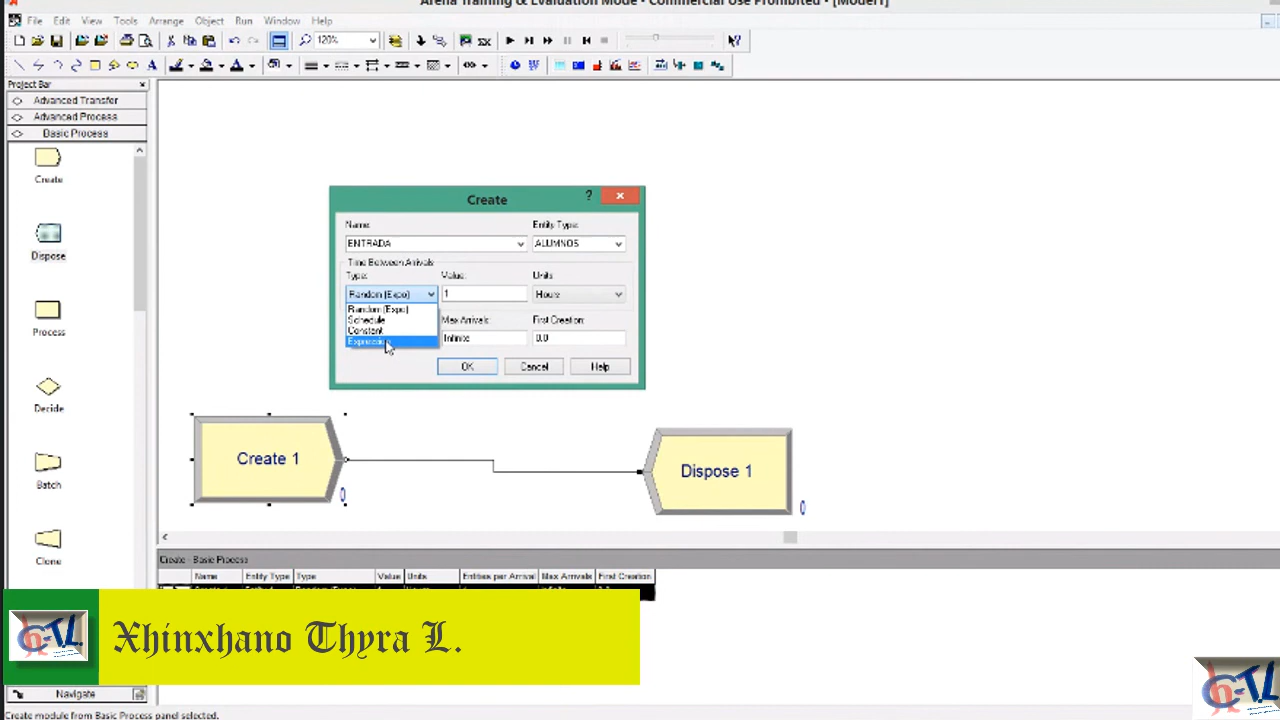 Arena Training & Evaluation Mode - Commercial Use Prohibited - [Model1]
File Edit View Tools Arrange Object Run Window Help
120%
Project Bar
Advanced Transfer
Advanced Process
Basic Process
Create
Dispose
Process
Decide
Batch
Clone
Navigate
Create
Name:
Entity Type:
ENTRADA
ALUMNOS
Time Between Arrivals
Type:
Value:
Units
Random (Expo)
1
Hours
Random (Expo)
Schedule
Constant
Expression
Max Arrivals:
First Creation:
Infinite
0.0
OK
Cancel
Help
Create 1
0
Dispose 1
0
Create - Basic Process
Name Entity Type Type Value Units Entities per Arrival Max Arrivals First Creation
Xhinxhano Thyra L.
h-TL
h-TL
Create module from Basic Process panel selected.